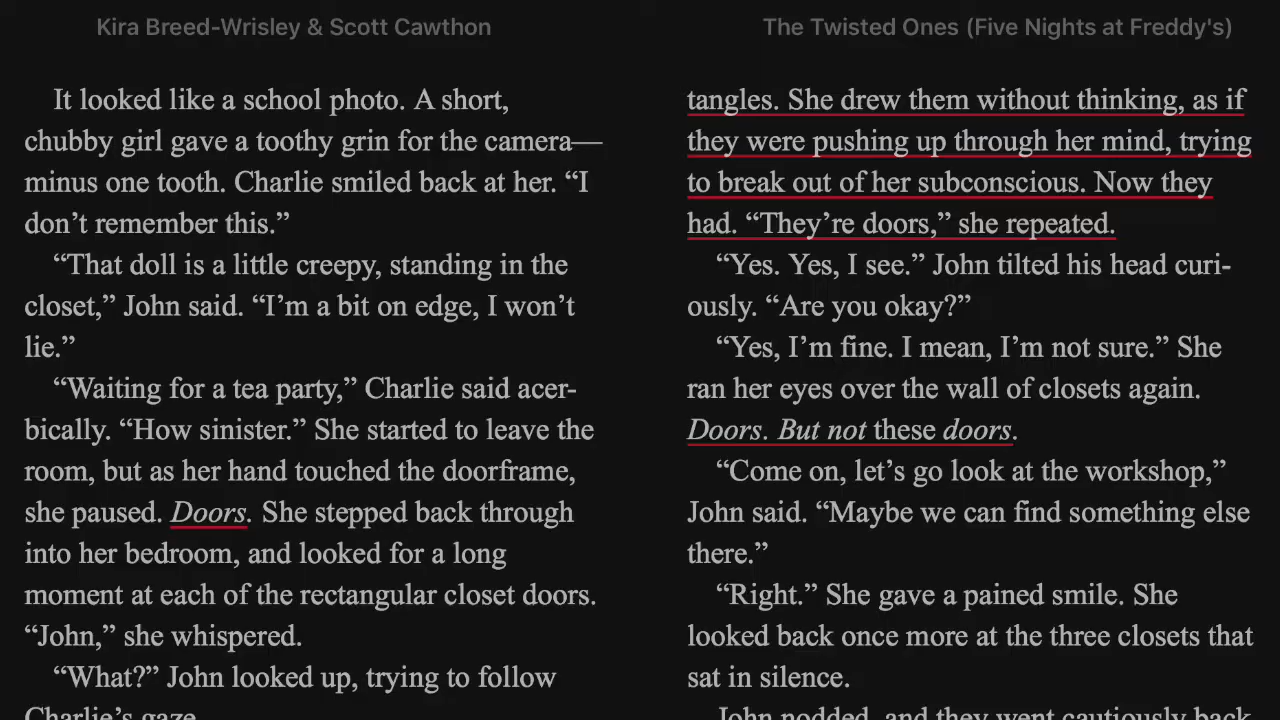 Kira Breed-Wrisley & Scott Cawthon
It looked like a school photo. A short,
chubby girl gave a toothy grin for the camera—
minus one tooth. Charlie smiled back at her. “I
don’t remember this.”
“That doll is a little creepy, standing in the
closet,” John said. “I’m a bit on edge, I won’t
lie.”
“Waiting for a tea party,” Charlie said acer-
bically. “How sinister.” She started to leave the
room, but as her hand touched the doorframe,
she paused. Doors. She stepped back through
into her bedroom, and looked for a long
moment at each of the rectangular closet doors.
“John,” she whispered.
“What?” John looked up, trying to follow
Charlie’s gaze.
The Twisted Ones (Five Nights at Freddy's)
tangles. She drew them without thinking, as if
they were pushing up through her mind, trying
to break out of her subconscious. Now they
had. “They’re doors,” she repeated.
“Yes. Yes, I see.” John tilted his head curi-
ously. “Are you okay?”
“Yes, I’m fine. I mean, I’m not sure.” She
ran her eyes over the wall of closets again.
Doors. But not these doors.
“Come on, let’s go look at the workshop,”
John said. “Maybe we can find something else
there.”
“Right.” She gave a pained smile. She
looked back once more at the three closets that
sat in silence.
John nodded, and they went cautiously back